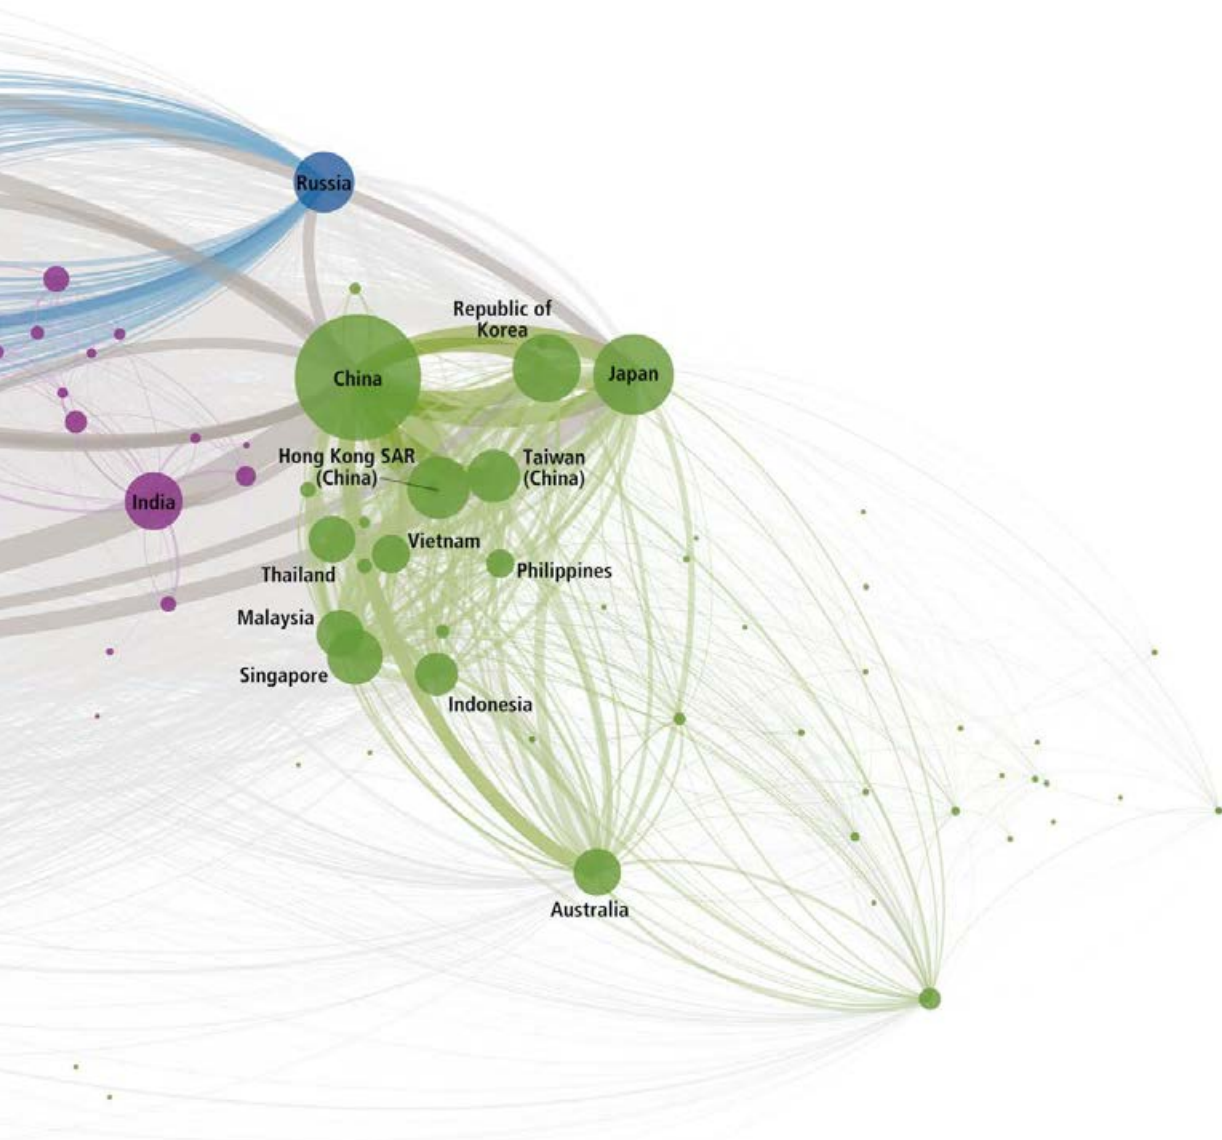 Russia
Republic of
Korea
China
Japan
Hong Kong SAR
(China)
Taiwan
(China)
India
Vietnam
Thailand
Philippines
Malaysia
Singapore
Indonesia
Australia